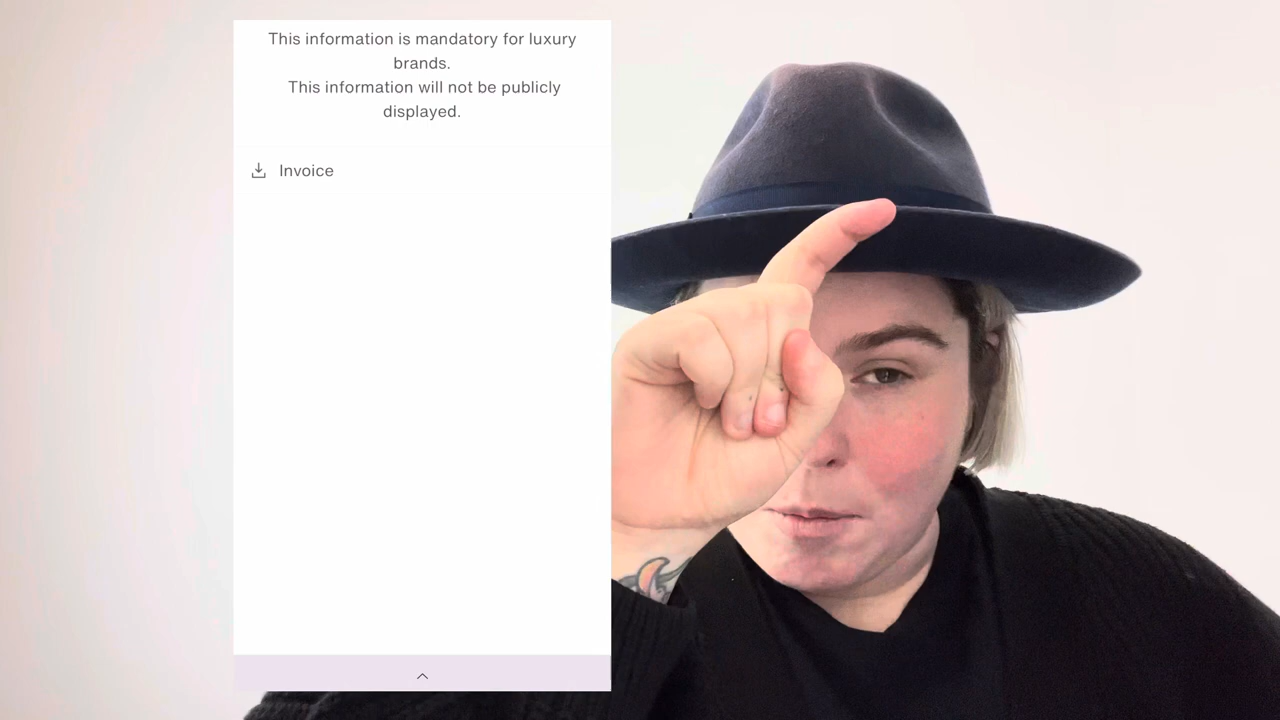 This information is mandatory for luxury
brands.
This information will not be publicly
displayed.
Invoice